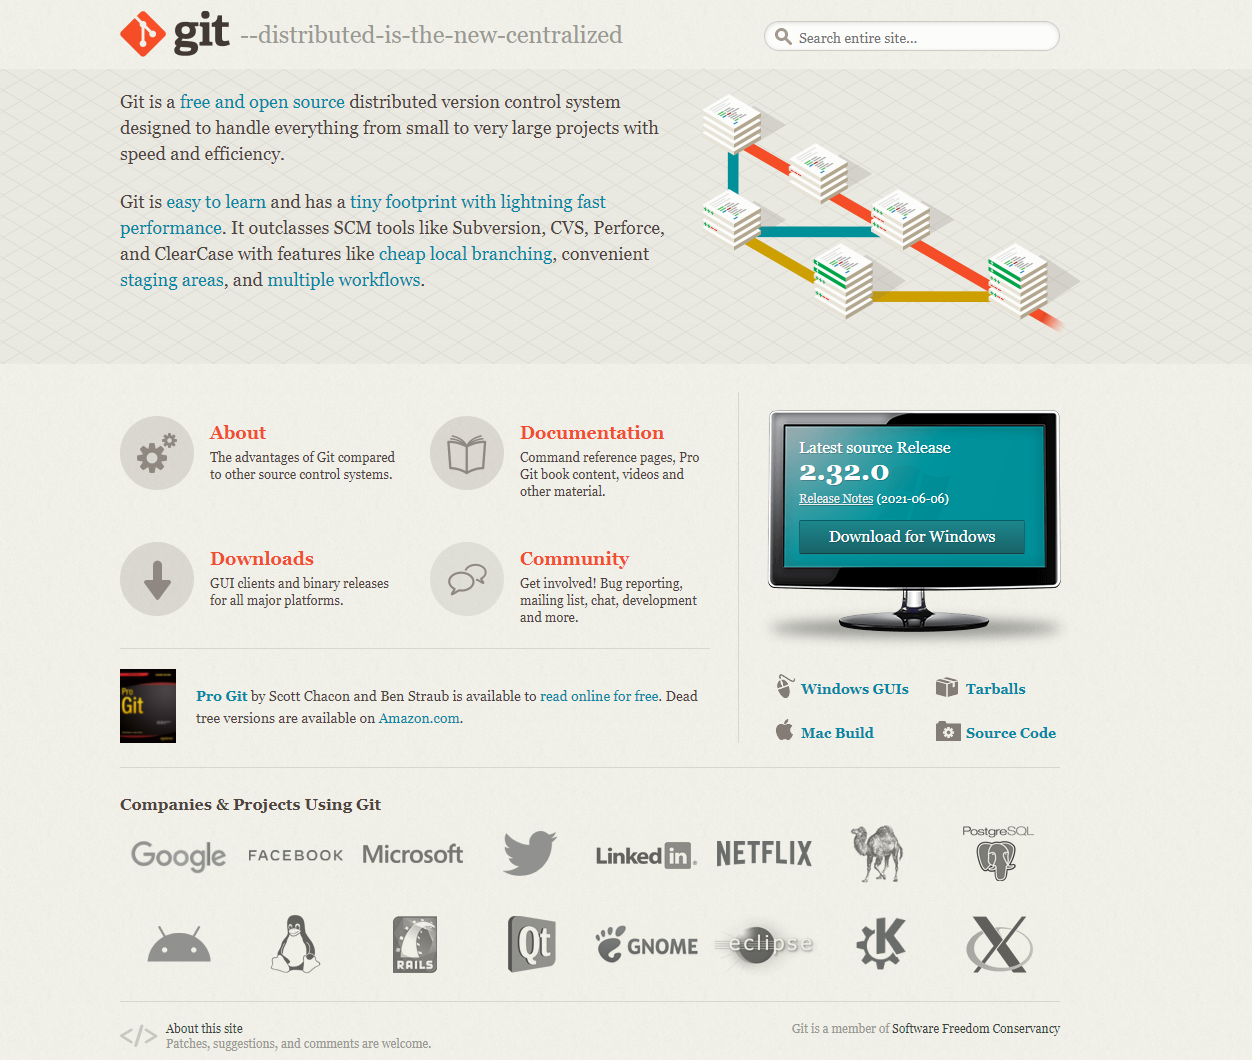 git --distributed-is-the-new-centralized
Search entire site...
Git is a free and open source distributed version control system
designed to handle everything from small to very large projects with
speed and efficiency.
Git is easy to learn and has a tiny footprint with lightning fast
performance. It outclasses SCM tools like Subversion, CVS, Perforce,
and ClearCase with features like cheap local branching, convenient
staging areas, and multiple workflows.
About
The advantages of Git compared
to other source control systems.
Documentation
Command reference pages, Pro
Git book content, videos and
other material.
Downloads
GUI clients and binary releases
for all major platforms.
Community
Get involved! Bug reporting,
mailing list, chat, development
and more.
Latest source Release
2.32.0
Release Notes (2021-06-06)
Download for Windows
Pro
Git
Pro Git by Scott Chacon and Ben Straub is available to read online for free. Dead
tree versions are available on Amazon.com.
Windows GUIs
Tarballs
Mac Build
Source Code
Companies & Projects Using Git
Google
FACEBOOK
Microsoft
Linked in
NETFLIX
PostgreSQL
RAILS
Qt
GNOME
eclipse
K
X
</> About this site
Patches, suggestions, and comments are welcome.
Git is a member of Software Freedom Conservancy